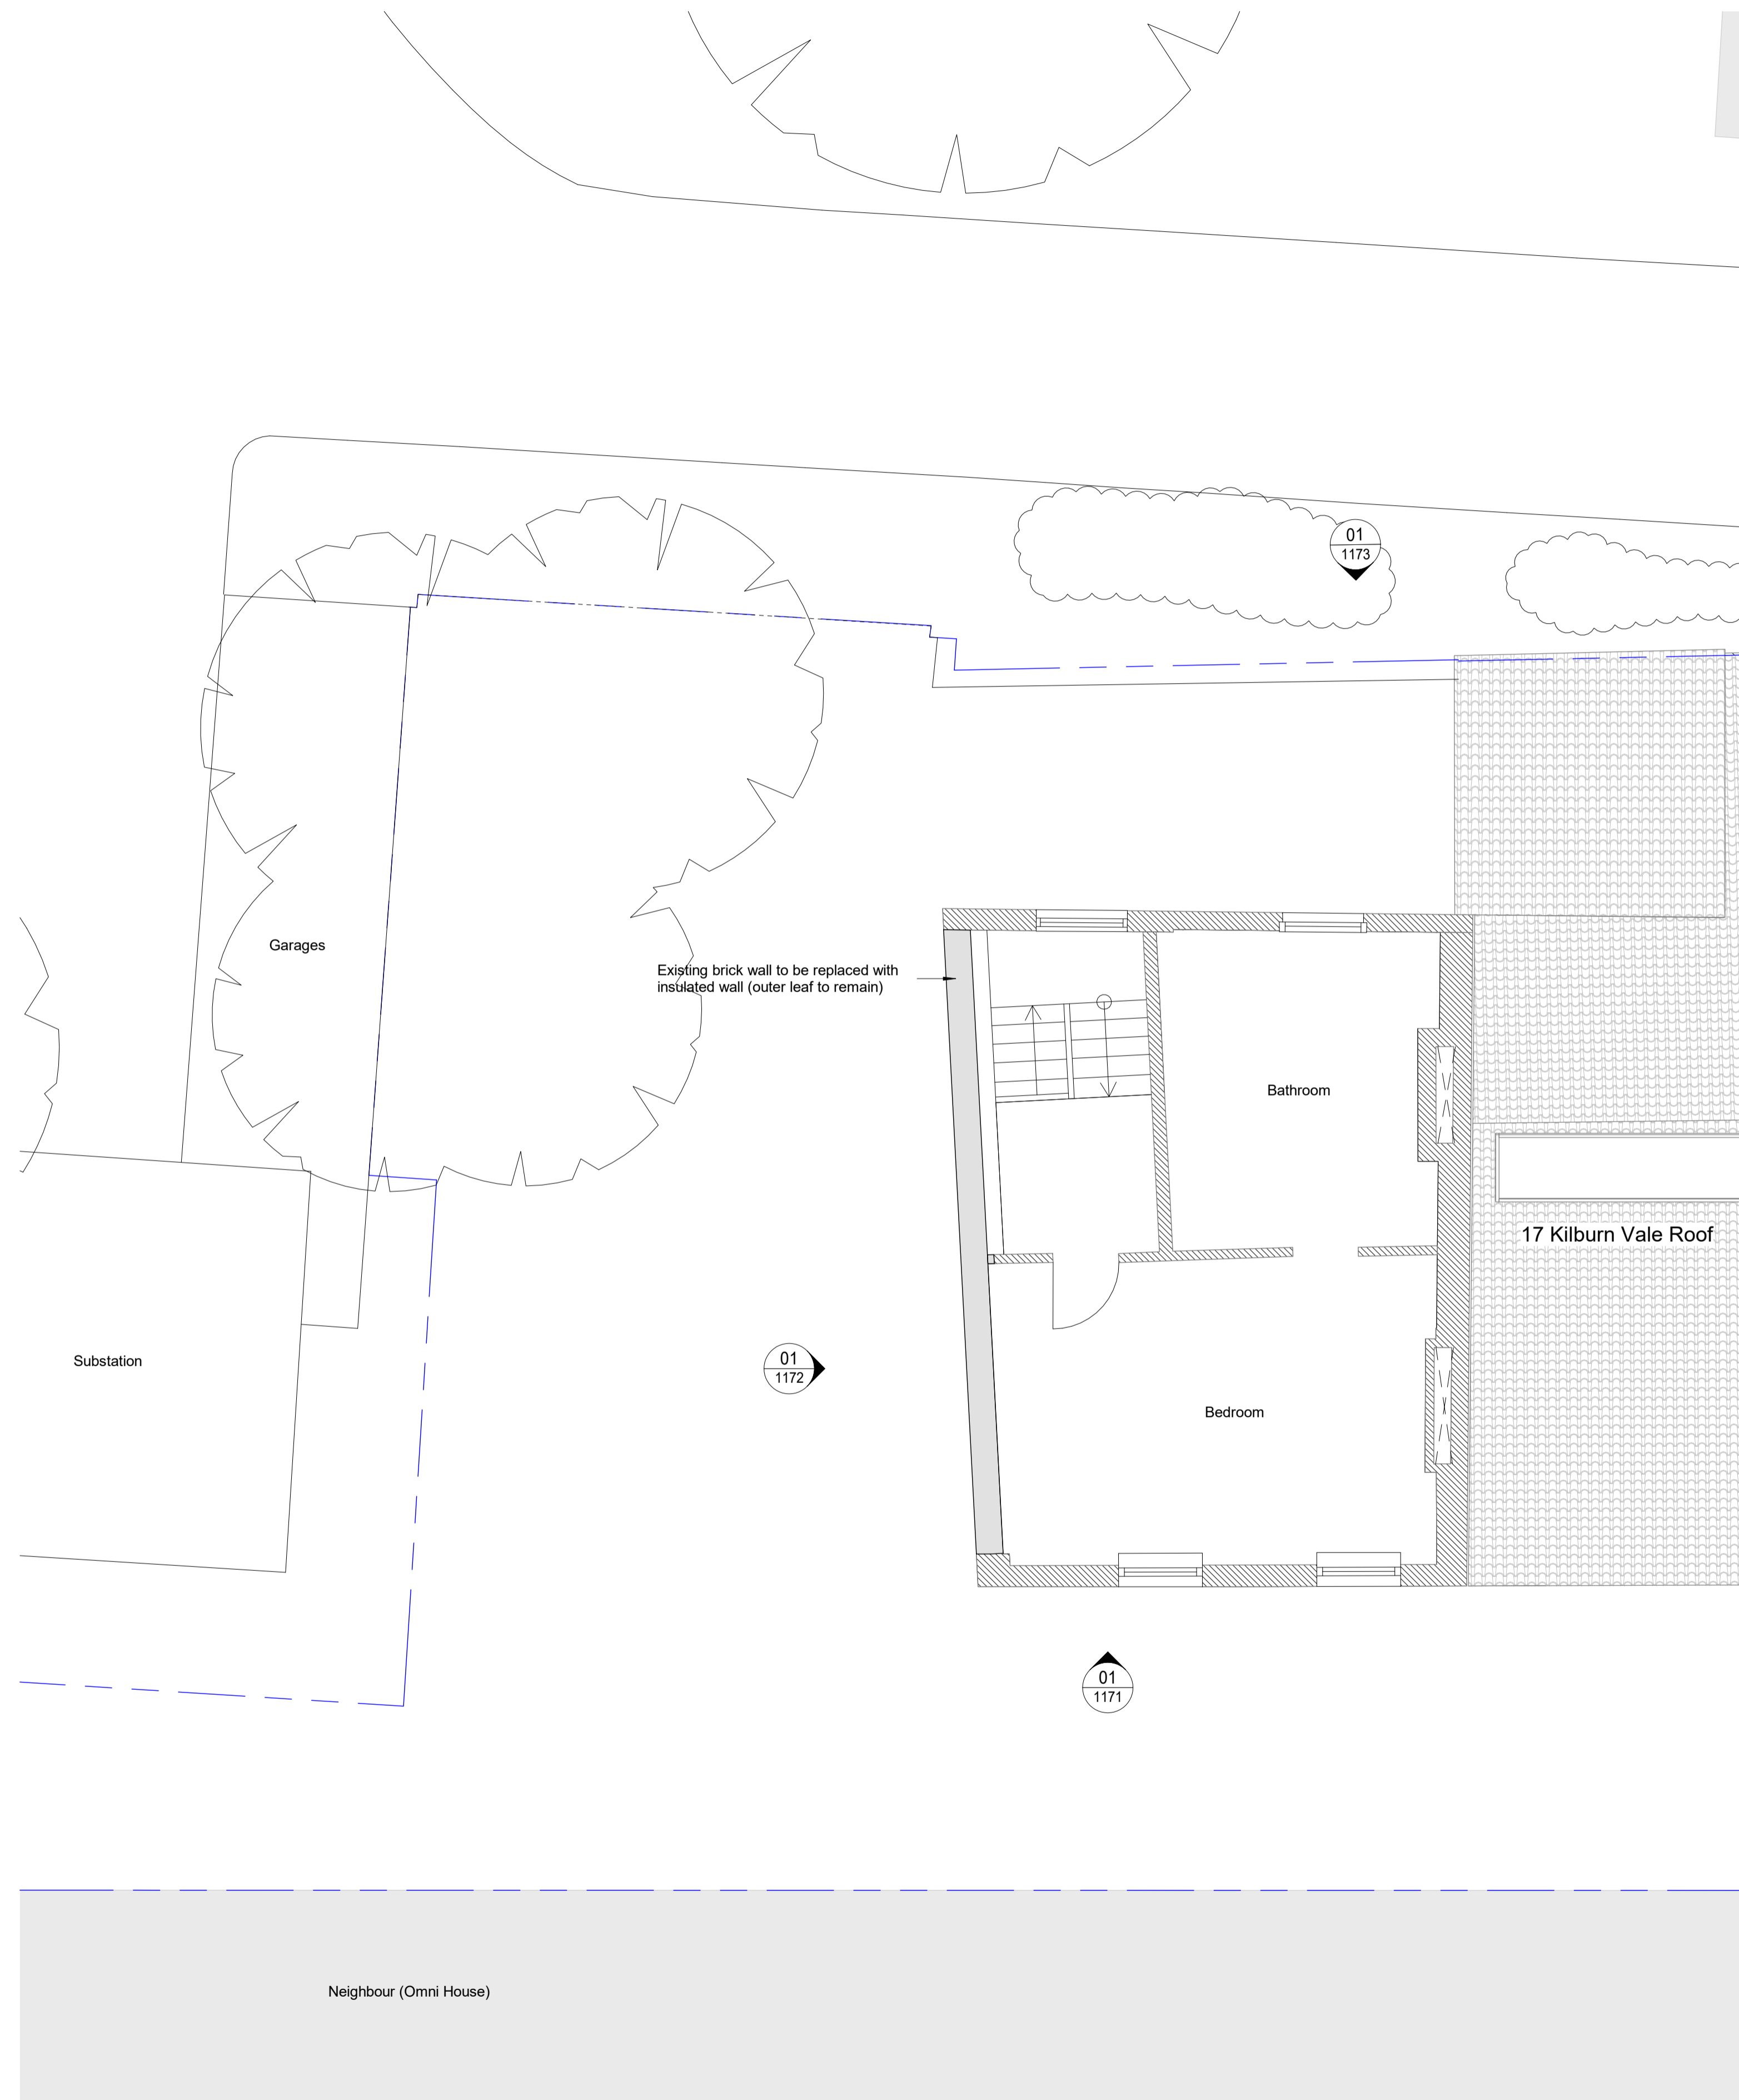 01
1173
Garages
Existing brick wall to be replaced with
insulated wall (outer leaf to remain)
Bathroom
17 Kilburn Vale Roof
Substation
01
1172
Bedroom
01
1171
Neighbour (Omni House)